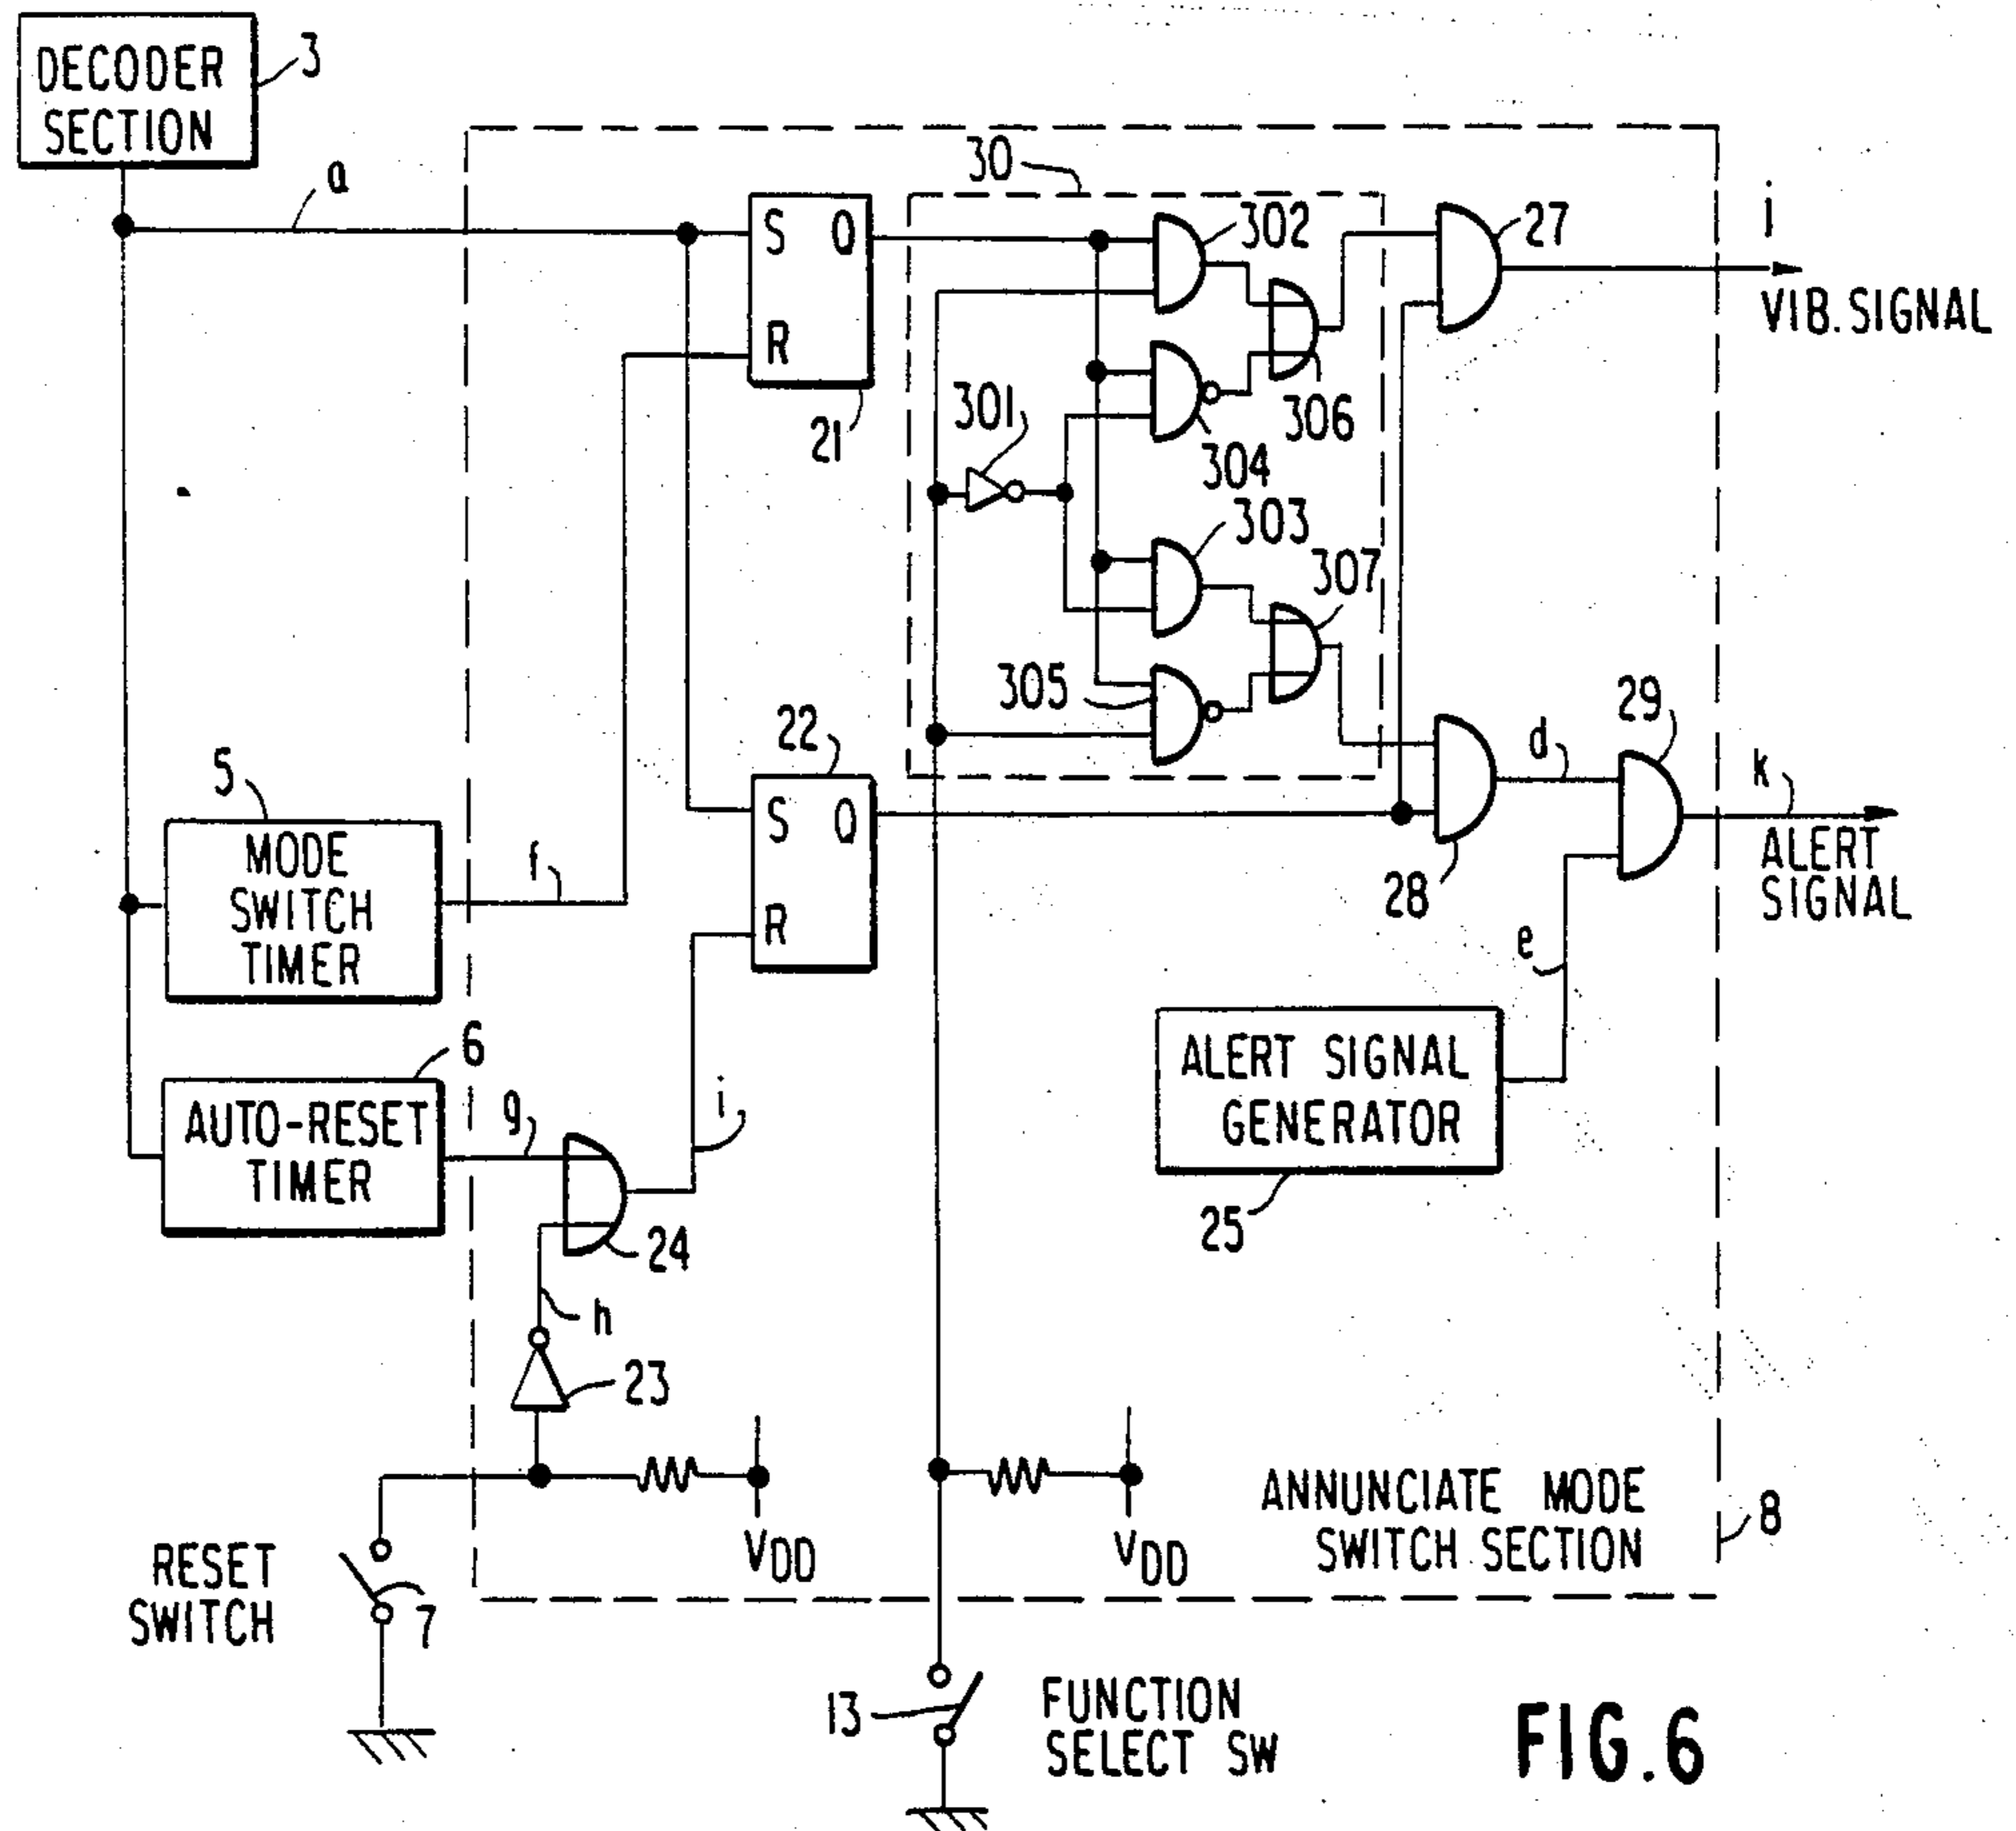 DECODER
SECTION
3
a
30
302
27
j
VIB. SIGNAL
S Q
R
21
301
306
304
303
307
305
22
29
5
MODE
SWITCH
TIMER
f
S Q
R
d
k
ALERT
SIGNAL
28
e
6
AUTO-RESET
TIMER
9
i
24
ALERT SIGNAL
GENERATOR
25
h
23
VDD
VDD
ANNUNCIATE MODE
SWITCH SECTION
8
RESET
SWITCH
7
13
FUNCTION
SELECT SW
FIG.6